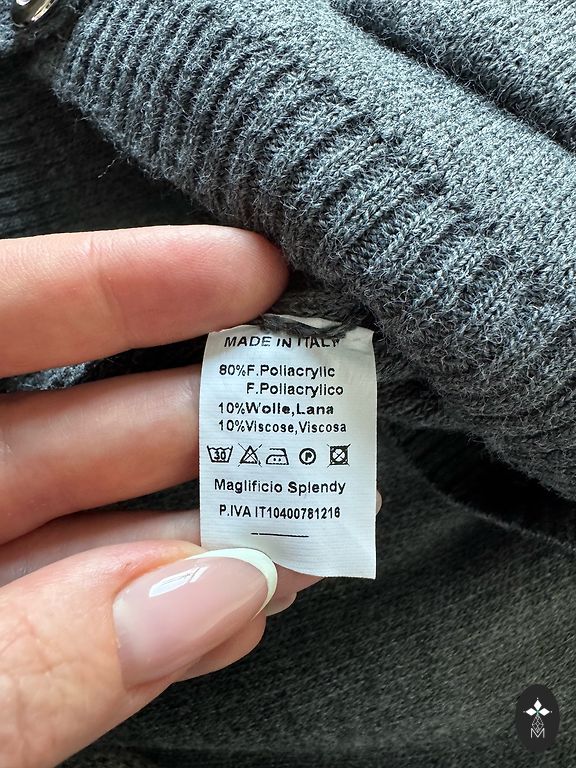 MADE IN ITALY
80%F.Poliacrylic
F.Poliacrylico
10%Wolle,Lana
10%Viscose,Viscosa
30 P
Maglificio Splendy
P.IVA IT10400781216
M